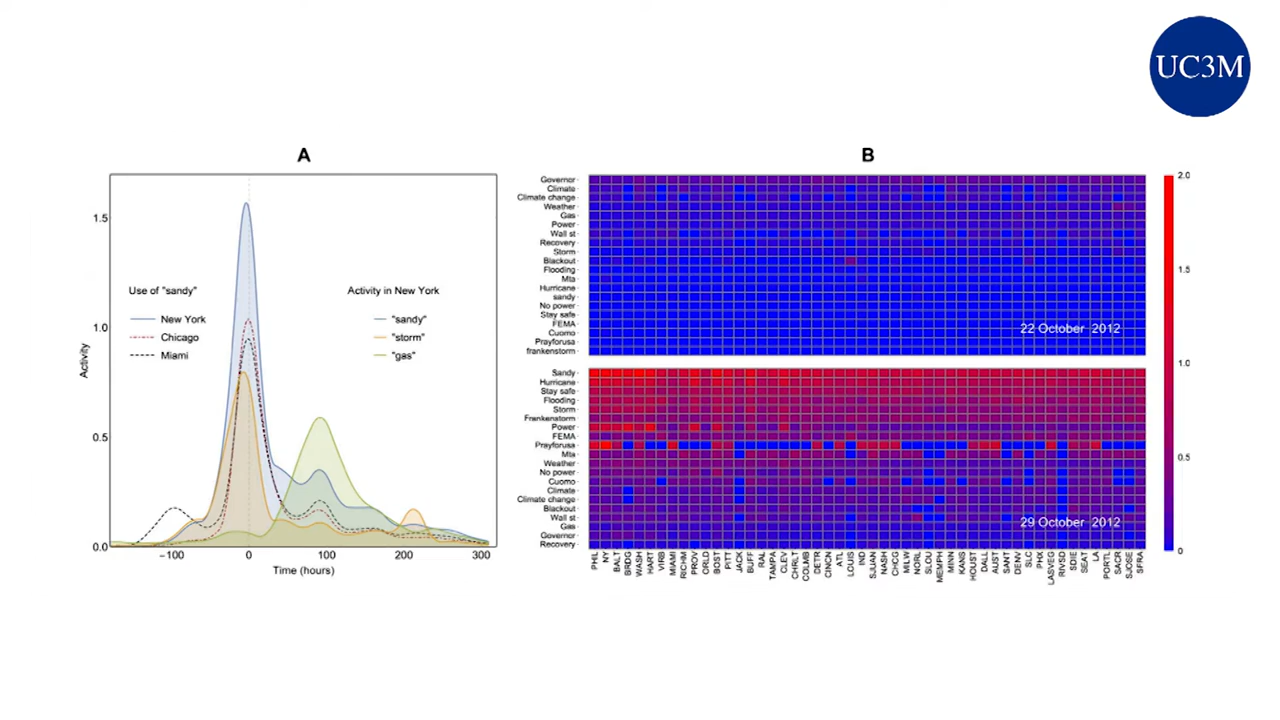 UC3M
A
B
1.5
1.0
0.5
0.0
Activity
−100
0
100
200
300
Time (hours)
Use of "sandy"
New York
Chicago
Miami
Activity in New York
"sandy"
"storm"
"gas"
Governor
Climate
Climate change
Weather
Gas
Power
Wall st
Recovery
Storm
Blackout
Flooding
Mta
Hurricane
sandy
No power
Stay safe
FEMA
Cuomo
Prayforusa
frankenstorm
22 October 2012
Sandy
Hurricane
Stay safe
Flooding
Storm
Frankenstorm
Power
FEMA
Prayforusa
Mta
Weather
No power
Cuomo
Climate
Climate change
Blackout
Wall st
Gas
Governor
Recovery
29 October 2012
PHIL
NY
BALT
BRDG
WASH
HART
VIRB
MIAMI
RICHM
PROV
ORLD
BOST
PITT
JACK
BUFF
RAL
TAMPA
CLEV
CHRLT
COLMB
DETR
CINCN
ATL
LOUIS
IND
SJUAN
NASH
CHCG
MILW
NORL
SLOU
MEMPH
MINN
KANS
HOUST
DALL
AUST
SANT
DENV
SLC
PHX
LASVEG
RIVSD
SDIE
SEAT
LA
PORTL
SACR
SJOSE
SFRA
2.0
1.5
1.0
0.5
0